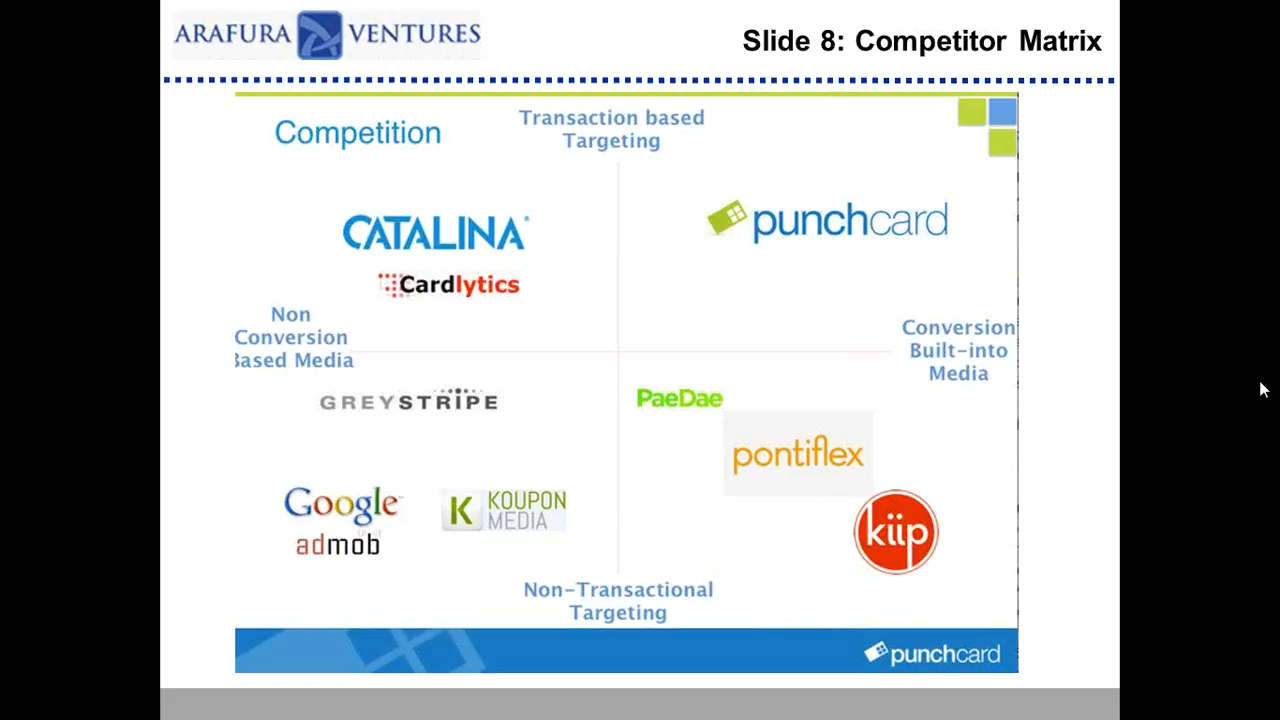 ARAFURA VENTURES
Slide 8: Competitor Matrix
Competition
Transaction based
Targeting
CATALINA
punchcard
Cardlytics
Non
Conversion
Based Media
Conversion
Built-into
Media
GREYSTRIPE
PaeDae
pontiflex
Google
admob
K KOUPON
MEDIA
kiip
Non-Transactional
Targeting
punchcard